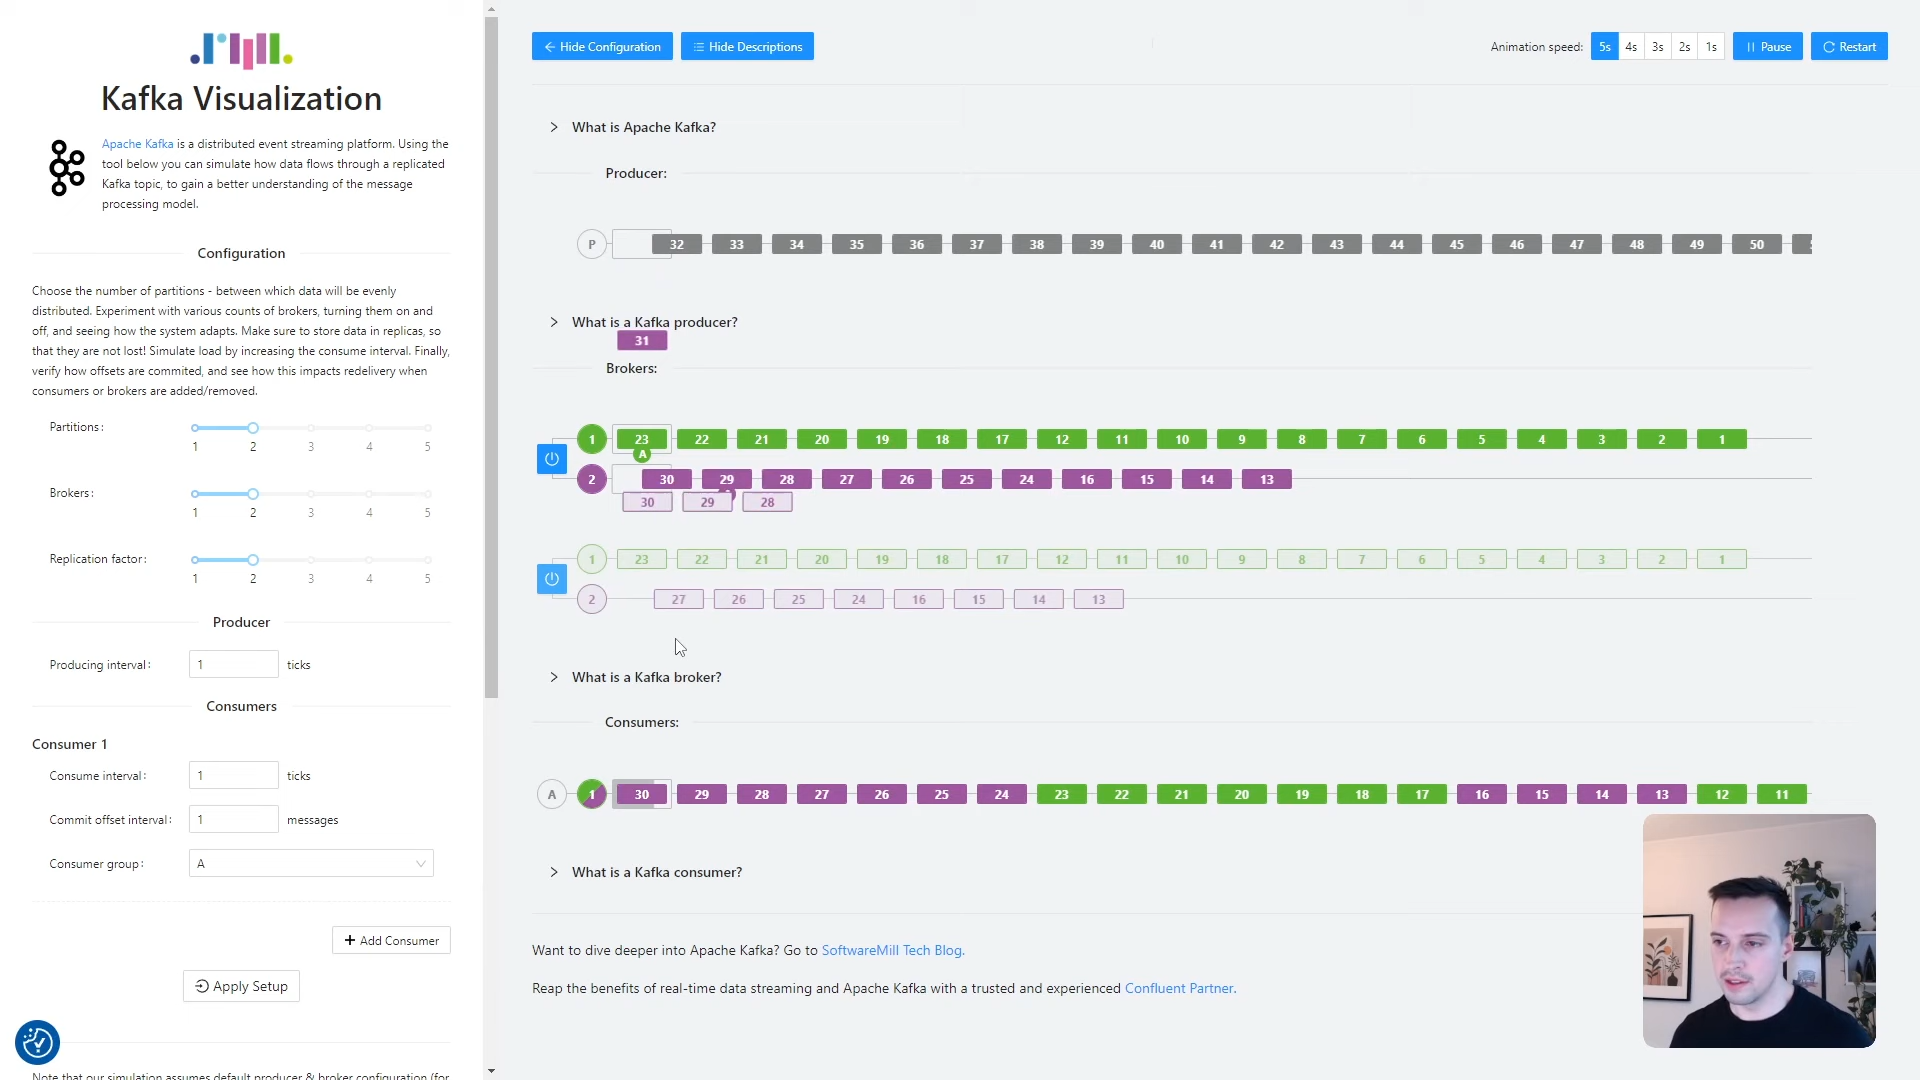 Kafka Visualization
Apache Kafka is a distributed event streaming platform. Using the
tool below you can simulate how data flows through a replicated
Kafka topic, to gain a better understanding of the message
processing model.
Configuration
Choose the number of partitions - between which data will be evenly
distributed. Experiment with various counts of brokers, turning them on and
off, and seeing how the system adapts. Make sure to store data in replicas, so
that they are not lost! Simulate load by increasing the consume interval. Finally,
verify how offsets are commited, and see how this impacts redelivery when
consumers or brokers are added/removed.
Partitions:
1 2 3 4 5
Brokers:
1 2 3 4 5
Replication factor:
1 2 3 4 5
Producer
Producing interval: 1 ticks
Consumers
Consumer 1
Consume interval: 1 ticks
Commit offset interval: 1 messages
Consumer group: A
+ Add Consumer
Apply Setup
Note that our simulation assumes default producer & broker configuration (for
Hide Configuration
Hide Descriptions
Animation speed: 5s 4s 3s 2s 1s
Pause
Restart
What is Apache Kafka?
Producer:
P 32 33 34 35 36 37 38 39 40 41 42 43 44 45 46 47 48 49 50
What is a Kafka producer?
31
Brokers:
1 23 22 21 20 19 18 17 12 11 10 9 8 7 6 5 4 3 2 1
A
2 30 29 28 27 26 25 24 16 15 14 13
30 29 28
1 23 22 21 20 19 18 17 12 11 10 9 8 7 6 5 4 3 2 1
2 27 26 25 24 16 15 14 13
What is a Kafka broker?
Consumers:
A 1 30 29 28 27 26 25 24 23 22 21 20 19 18 17 16 15 14 13 12 11
What is a Kafka consumer?
Want to dive deeper into Apache Kafka? Go to SoftwareMill Tech Blog.
Reap the benefits of real-time data streaming and Apache Kafka with a trusted and experienced Confluent Partner.